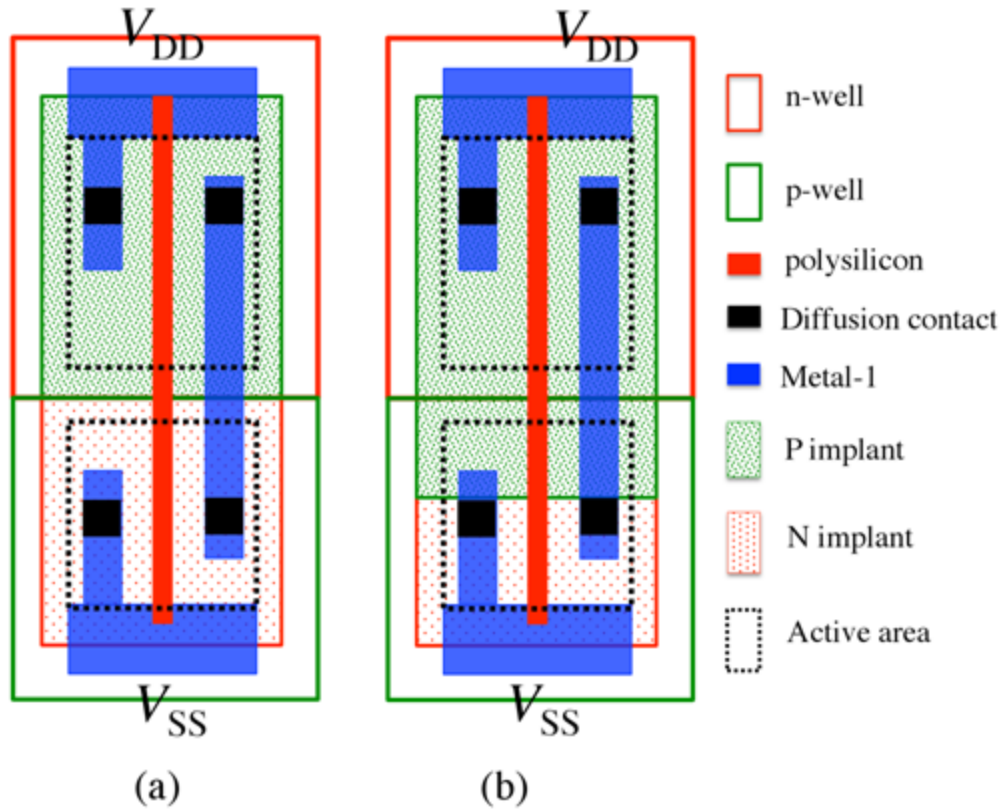 VDD
VDD
n-well
p-well
polysilicon
Diffusion contact
Metal-1
P implant
N implant
Active area
VSS
VSS
(a)
(b)